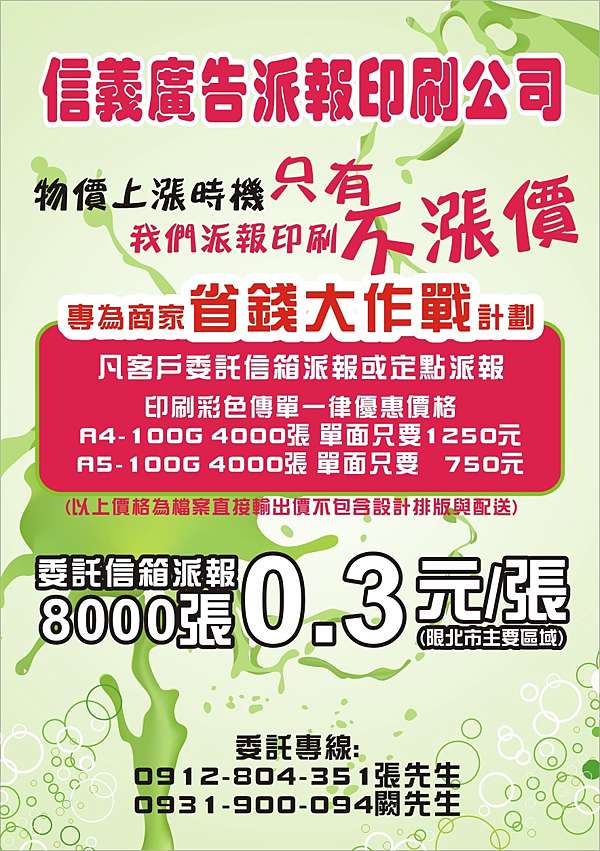 信義廣告派報印刷公司
物價上漲時機只有
我們派報印刷不漲價
專為商家省錢大作戰計劃
凡客戶委託信箱派報或定點派報
印刷彩色傳單一律優惠價格
A4-100G 4000張 單面只要1250元
A5-100G 4000張 單面只要 750元
(以上價格為檔案直接輸出價不包含設計排版與配送)
委託信箱派報
8000張0.3元/張
(限北市主要區域)
委託專線:
0912-804-351張先生
0931-900-094闕先生